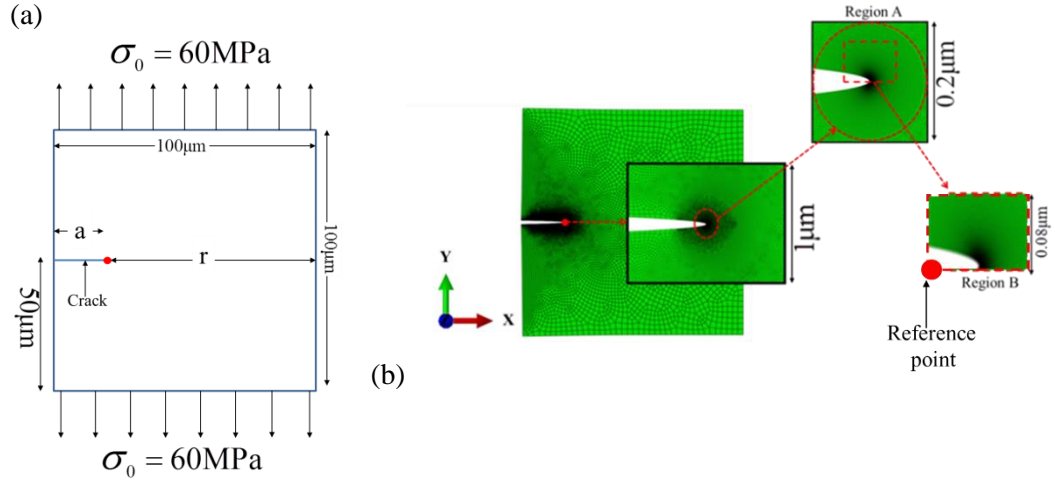 (a)
σ₀ = 60MPa
100μm
100μm
a
r
Crack
50μm
σ₀ = 60MPa
(b)
Y
X
Z
1μm
Region A
0.2μm
0.08μm
Region B
Reference
point